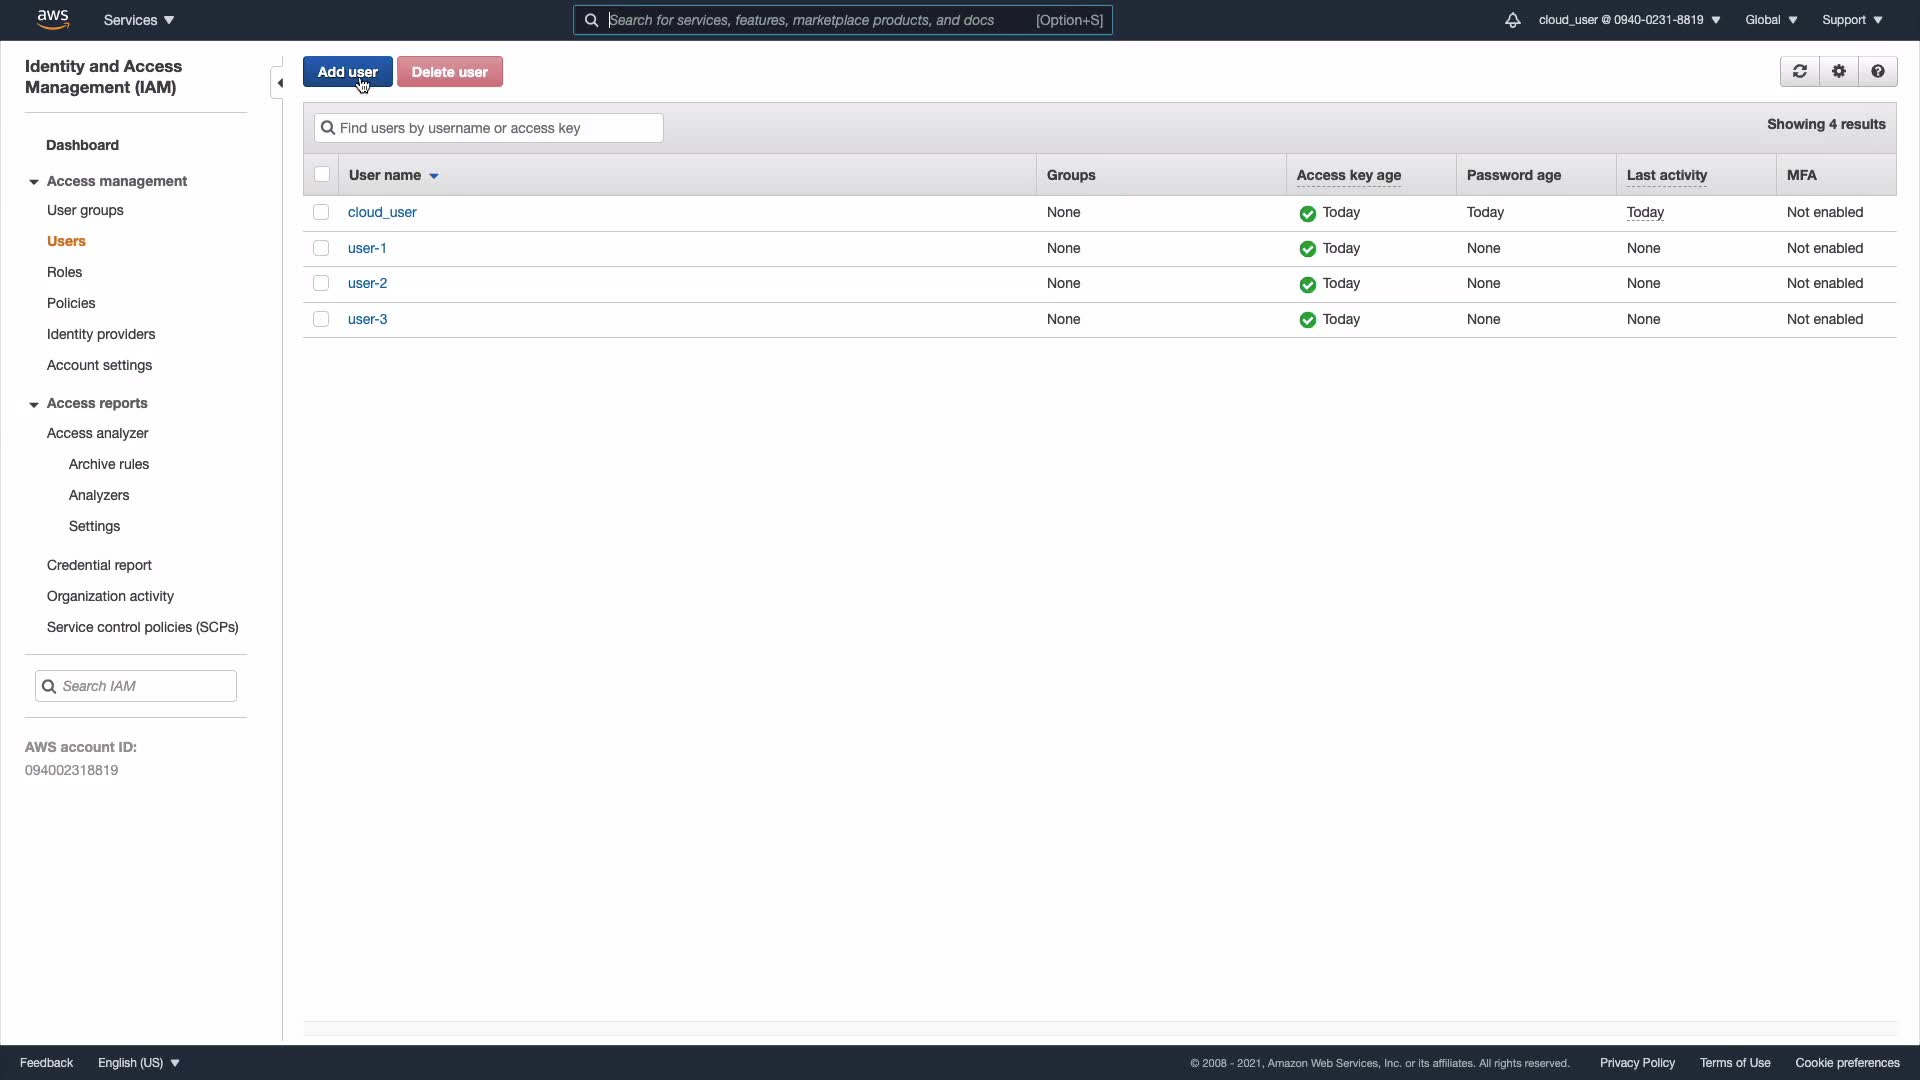 aws
Services
Search for services, features, marketplace products, and docs
[Option+S]
cloud_user @ 0940-0231-8819
Global
Support
Identity and Access
Management (IAM)
Dashboard
Access management
User groups
Users
Roles
Policies
Identity providers
Account settings
Access reports
Access analyzer
Archive rules
Analyzers
Settings
Credential report
Organization activity
Service control policies (SCPs)
Search IAM
AWS account ID:
094002318819
Add user
Delete user
Find users by username or access key
Showing 4 results
User name Groups Access key age Password age Last activity MFA
cloud_user None Today Today Today Not enabled
user-1 None Today None None Not enabled
user-2 None Today None None Not enabled
user-3 None Today None None Not enabled
Feedback
English (US)
© 2008 - 2021, Amazon Web Services, Inc. or its affiliates. All rights reserved.
Privacy Policy
Terms of Use
Cookie preferences